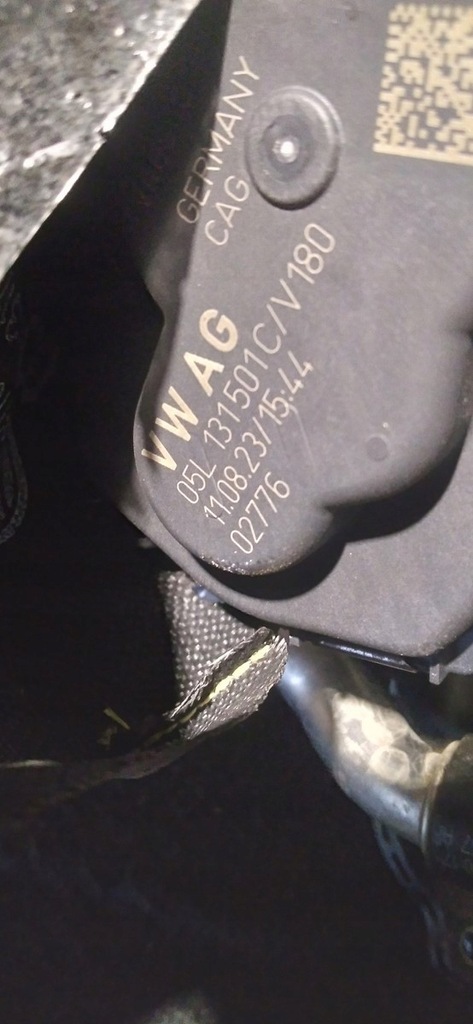 GERMANY
CAG
VW AG
05L 131501C/V180
11.08.23/15:44
02776